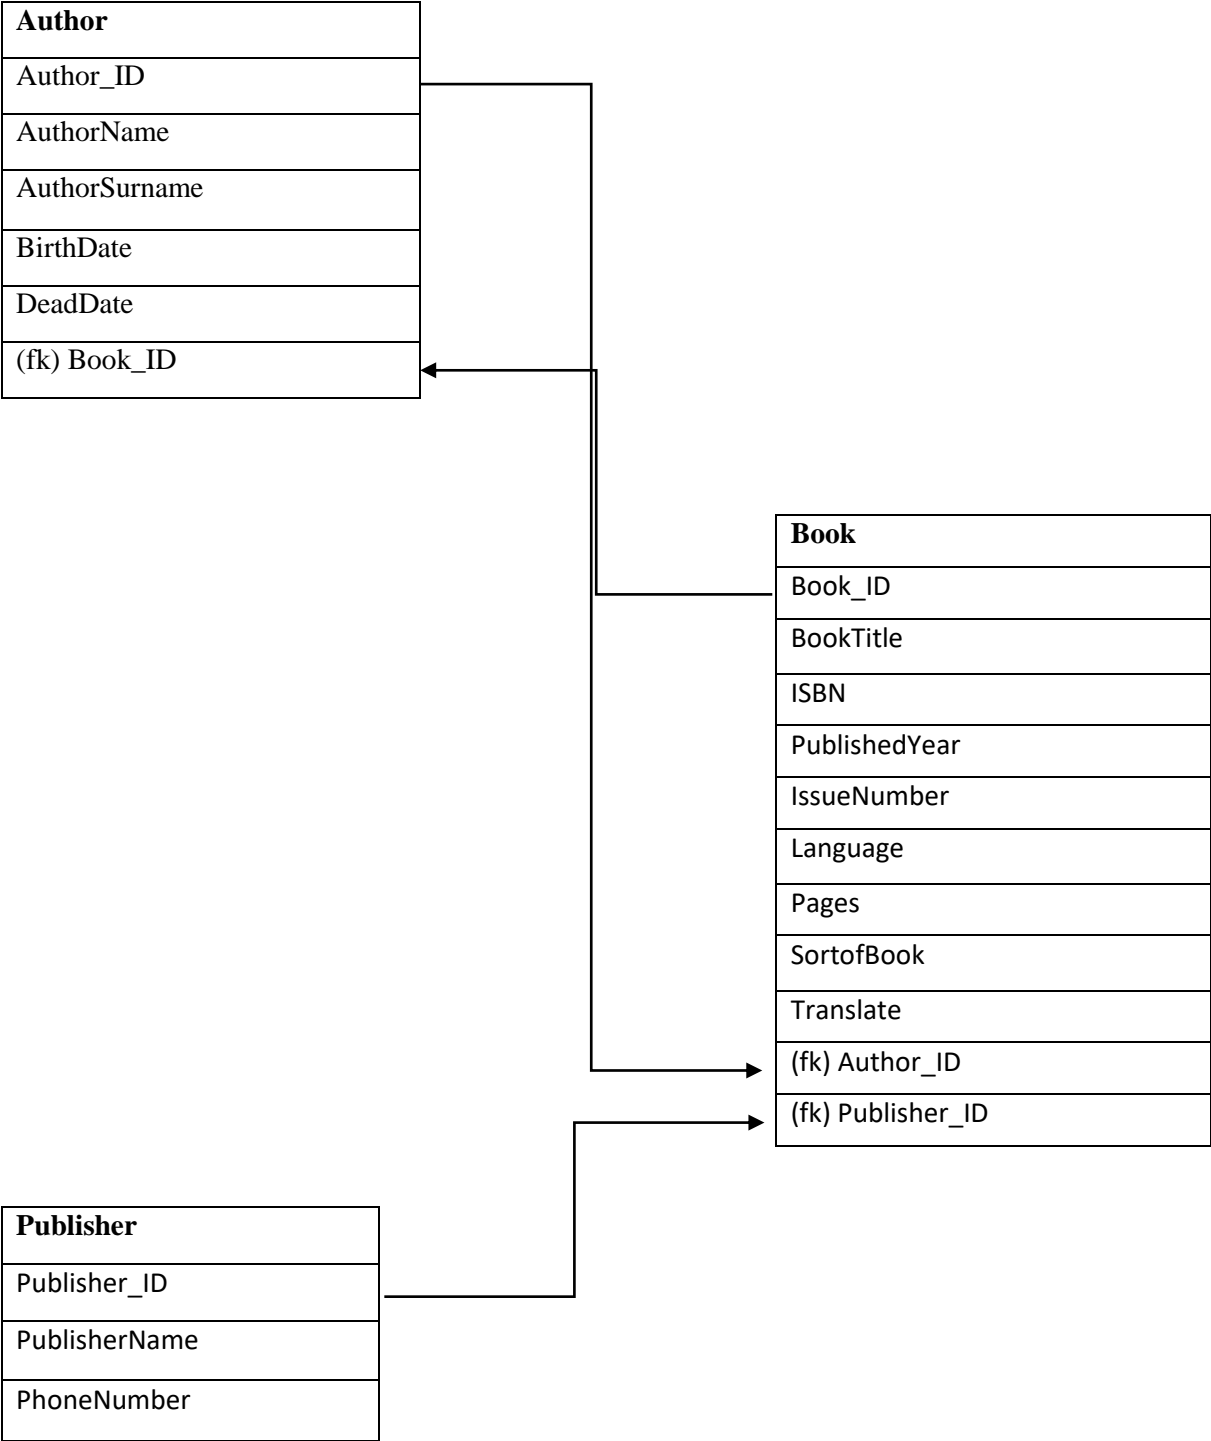 Author
Author_ID
AuthorName
AuthorSurname
BirthDate
DeadDate
(fk) Book_ID
Book
Book_ID
BookTitle
ISBN
PublishedYear
IssueNumber
Language
Pages
SortofBook
Translate
(fk) Author_ID
(fk) Publisher_ID
Publisher
Publisher_ID
PublisherName
PhoneNumber